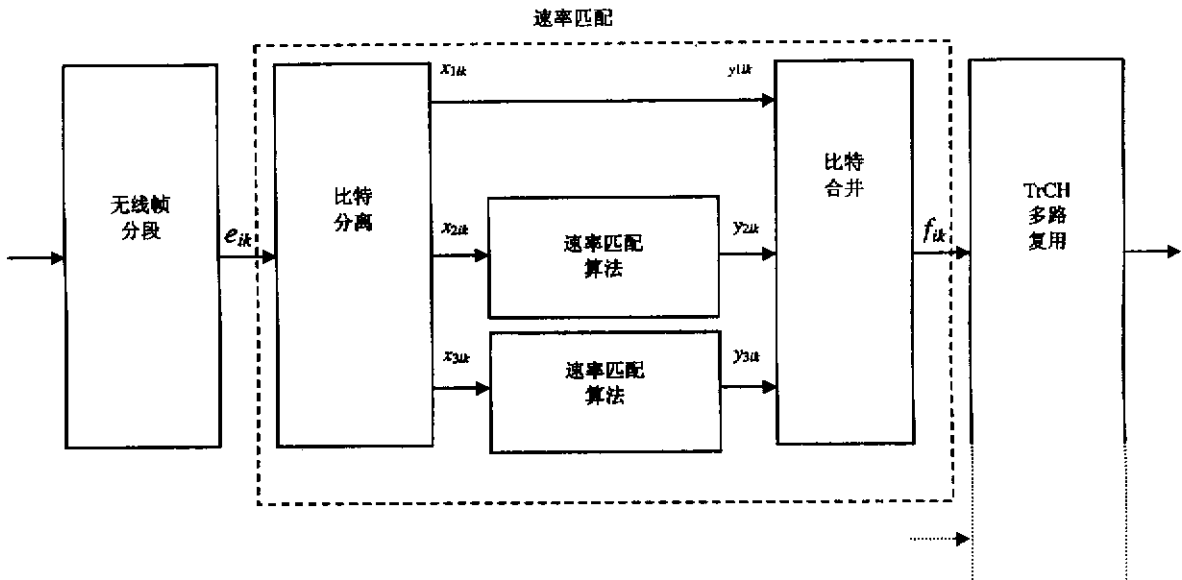 速率匹配
x1ik
y1ik
无线帧
分段
eik
比特
分离
x2ik
速率匹配
算法
y2ik
x3ik
速率匹配
算法
y3ik
比特
合并
fik
TrCH
多路
复用